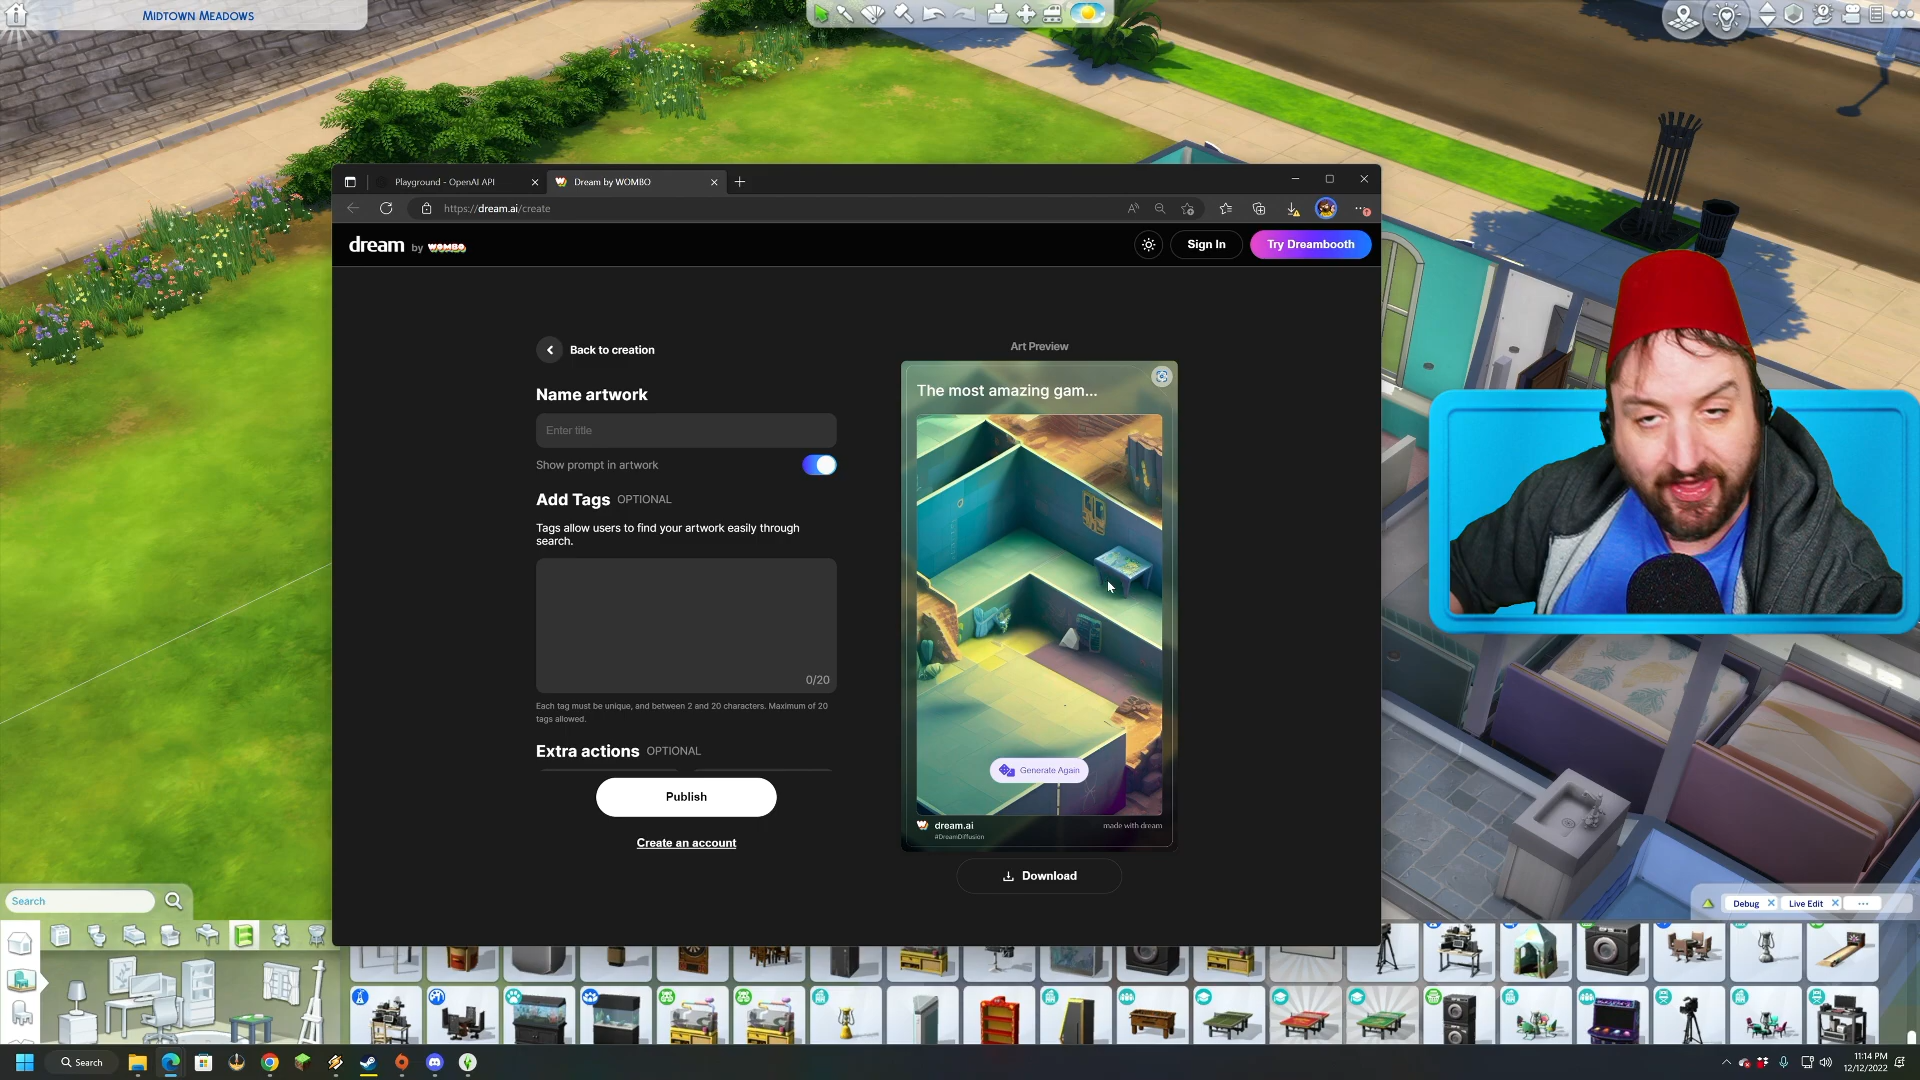 MIDTOWN MEADOWS
Playground - OpenAI API
Dream by WOMBO
https://dream.ai/create
dream by WOMBO
Sign In
Try Dreambooth
Back to creation
Art Preview
Name artwork
Enter title
Show prompt in artwork
Add Tags OPTIONAL
Tags allow users to find your artwork easily through
search.
0/20
Each tag must be unique, and between 2 and 20 characters. Maximum of 20
tags allowed.
Extra actions OPTIONAL
Publish
Create an account
The most amazing gam...
Generate Again
dream.ai
#DreamDiffusion
made with dream
Download
Search
Debug
Live Edit
...
Search
11:14 PM
12/12/2022